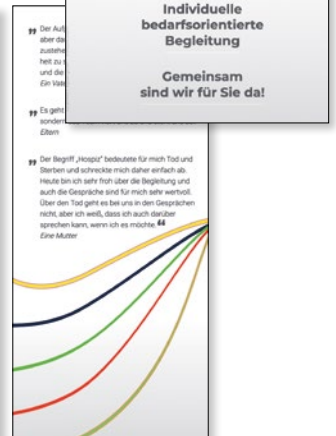 Individuelle
bedarfsorientierte
Begleitung
Gemeinsam
sind wir für Sie da!
„ Der Auf
aber da
zustehe
heit zu
und die
Ein Vat
„ Es geht
sondern
Eltern
„ Der Begriff „Hospiz“ bedeutete für mich Tod und
Sterben und schreckte mich daher einfach ab.
Heute bin ich sehr froh über die Begleitung und
auch die Gespräche sind für mich sehr wertvoll.
Über den Tod geht es bei uns in den Gesprächen
nicht, aber ich weiß, dass ich auch darüber
sprechen kann, wenn ich es möchte. “
Eine Mutter